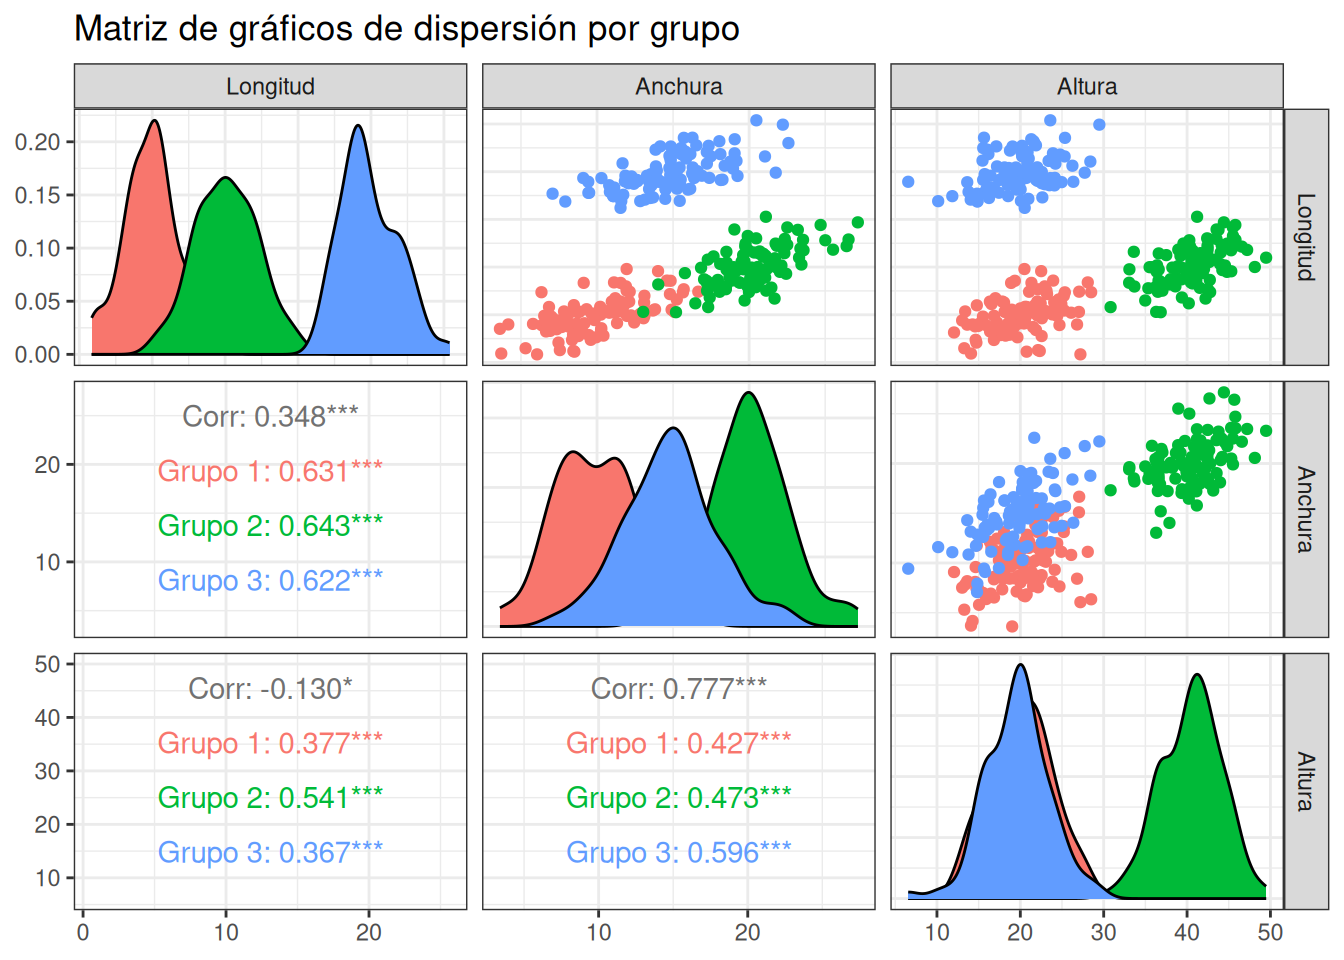 Matriz de gráficos de dispersión por grupo
Longitud
Anchura
Altura
0.20
0.15
0.10
0.05
0.00
Longitud
20
10
Corr: 0.348***
Grupo 1: 0.631***
Grupo 2: 0.643***
Grupo 3: 0.622***
Anchura
50
40
30
20
10
Corr: -0.130*
Grupo 1: 0.377***
Grupo 2: 0.541***
Grupo 3: 0.367***
Corr: 0.777***
Grupo 1: 0.427***
Grupo 2: 0.473***
Grupo 3: 0.596***
Altura
0 10 20
10 20
10 20 30 40 50